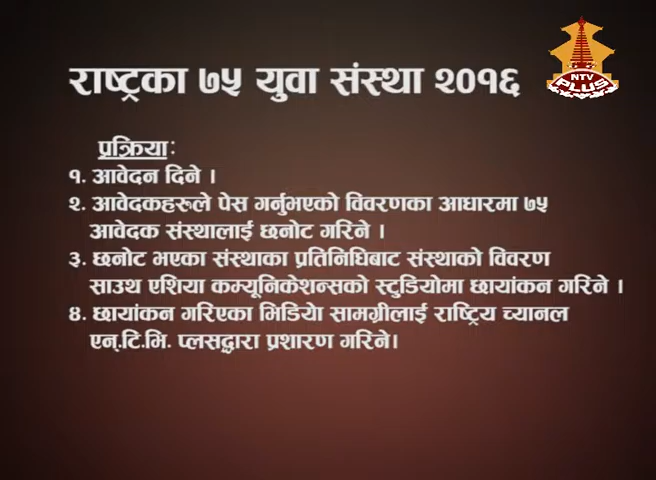 राष्ट्रका ७५ युवा संस्था २०१६
NTV
PLUS
प्रक्रियाः
१. आवेदन दिने ।
२. आवेदकहरुले पेस गर्नुभएको विवरणका आधारमा ७५
आवेदक संस्थालाई छनोट गरिने ।
३. छनोट भएका संस्थाका प्रतिनिधिबाट संस्थाको विवरण
साउथ एशिया कम्यूनिकेशन्सको स्टुडियोमा छायांकन गरिने ।
४. छायांकन गरिएका भिडियो सामग्रीलाई राष्ट्रिय च्यानल
एन्.टि.भि. प्लसद्वारा प्रशारण गरिने।